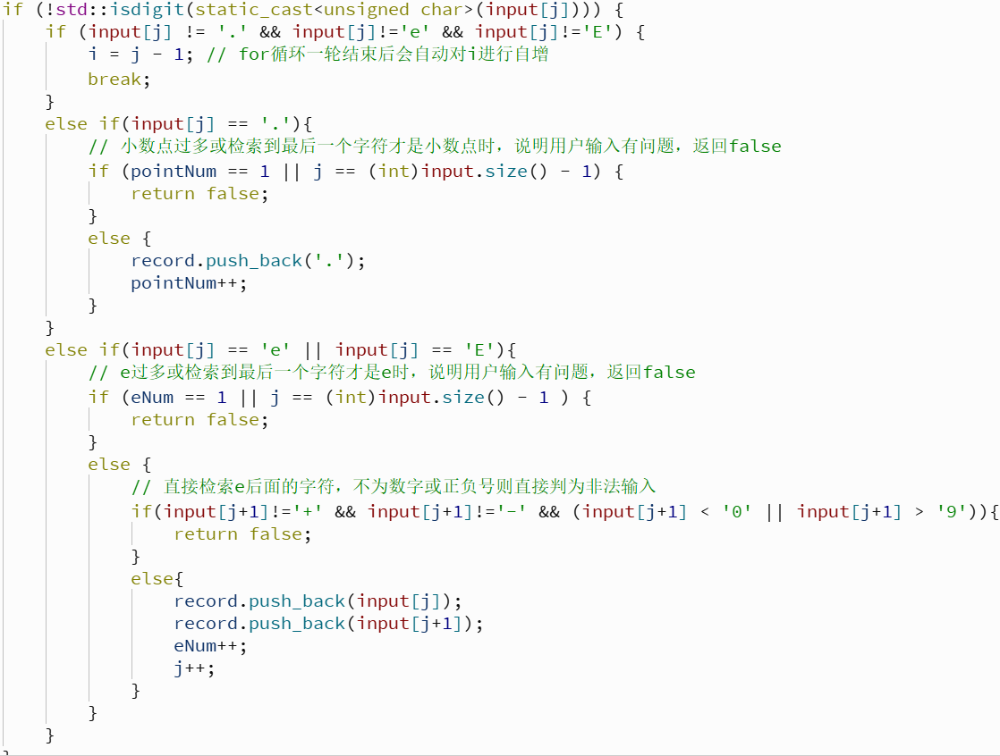 if (!std::isdigit(static_cast<unsigned char>(input[j]))) {
if (input[j] != '.' && input[j]!='e' && input[j]!='E') {
i = j - 1; // for循环一轮结束后会自动对i进行自增
break;
}
else if(input[j] == '.'){
// 小数点过多或检索到最后一个字符才是小数点时，说明用户输入有问题，返回false
if (pointNum == 1 || j == (int)input.size() - 1) {
return false;
}
else {
record.push_back('.');
pointNum++;
}
}
else if(input[j] == 'e' || input[j] == 'E'){
// e过多或检索到最后一个字符才是e时，说明用户输入有问题，返回false
if (eNum == 1 || j == (int)input.size() - 1 ) {
return false;
}
else {
// 直接检索e后面的字符，不为数字或正负号则直接判为非法输入
if(input[j+1]!='+' && input[j+1]!='-' && (input[j+1] < '0' || input[j+1] > '9')){
return false;
}
else{
record.push_back(input[j]);
record.push_back(input[j+1]);
eNum++;
j++;
}
}
}